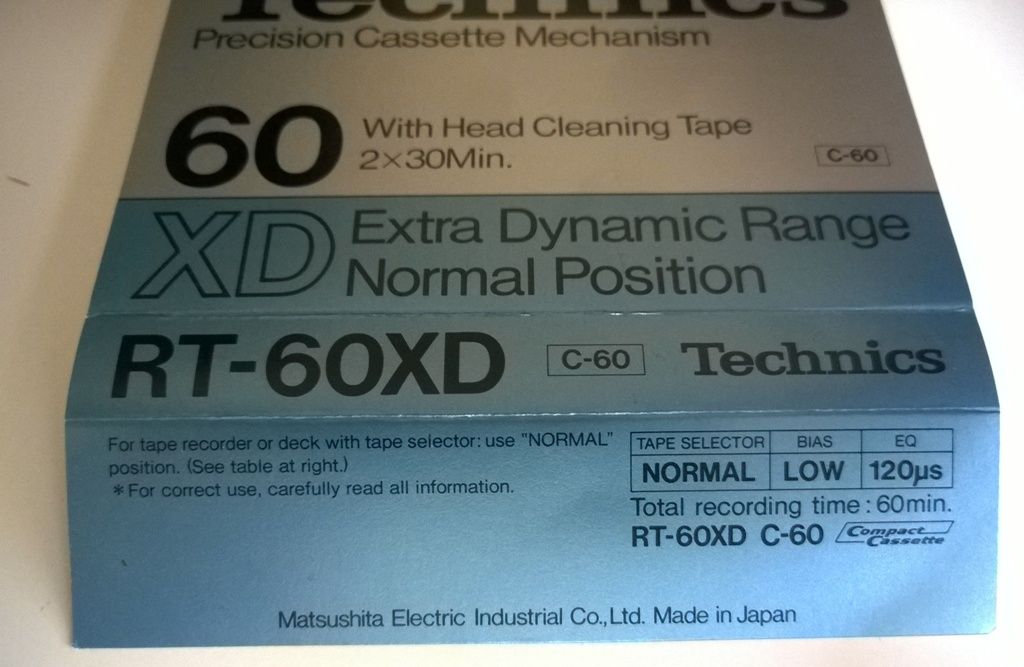 Technics
Precision Cassette Mechanism
60
With Head Cleaning Tape
2×30Min.
C-60
XD
Extra Dynamic Range
Normal Position
RT-60XD C-60 Technics
For tape recorder or deck with tape selector: use "NORMAL"
position. (See table at right.)
*For correct use, carefully read all information.
TAPE SELECTOR BIAS EQ
NORMAL LOW 120µs
Total recording time : 60min.
RT-60XD C-60 Compact Cassette
Matsushita Electric Industrial Co., Ltd. Made in Japan